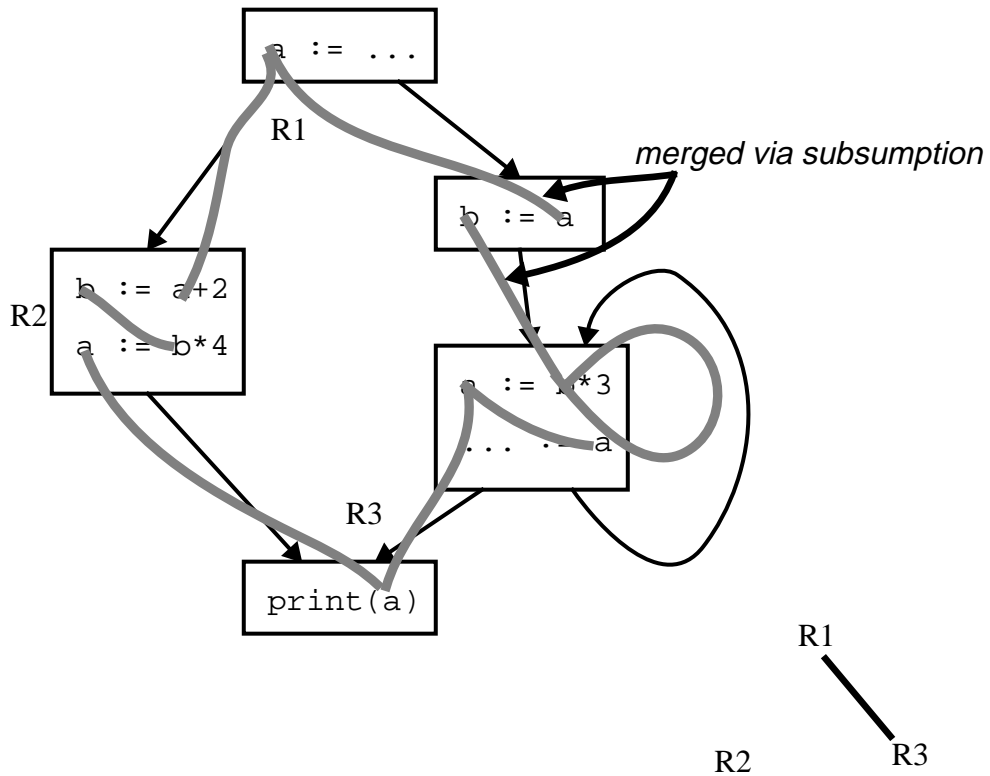 a := ...
R1
merged via subsumption
b := a
R2
b := a+2
a := b*4
a := b*3
... := a
R3
print(a)
R1
R2
R3